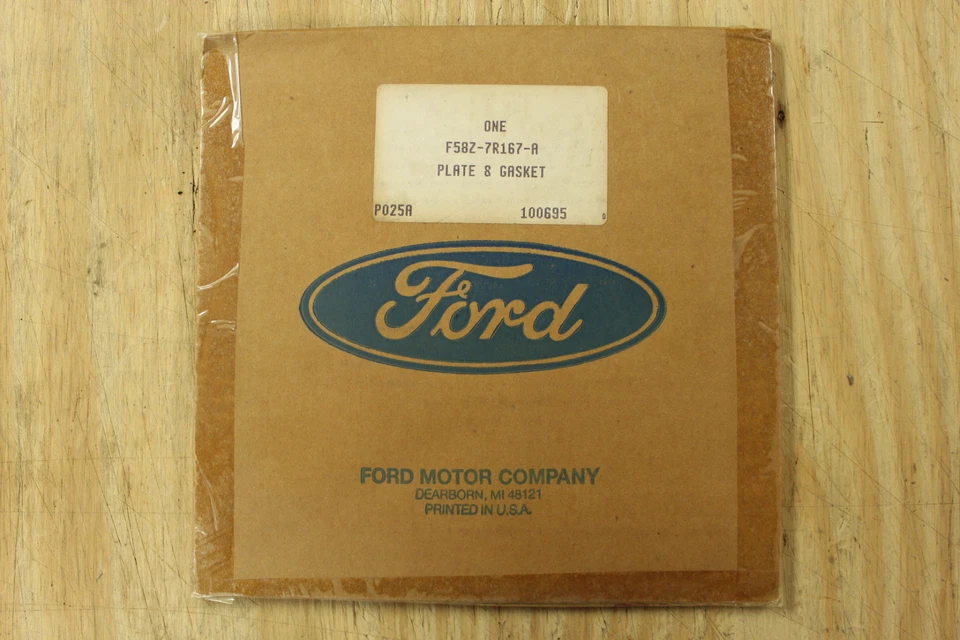 ONE
F58Z-7R167-A
PLATE & GASKET
P025A 100695
Ford
FORD MOTOR COMPANY
DEARBORN, MI 48121
PRINTED IN U.S.A.